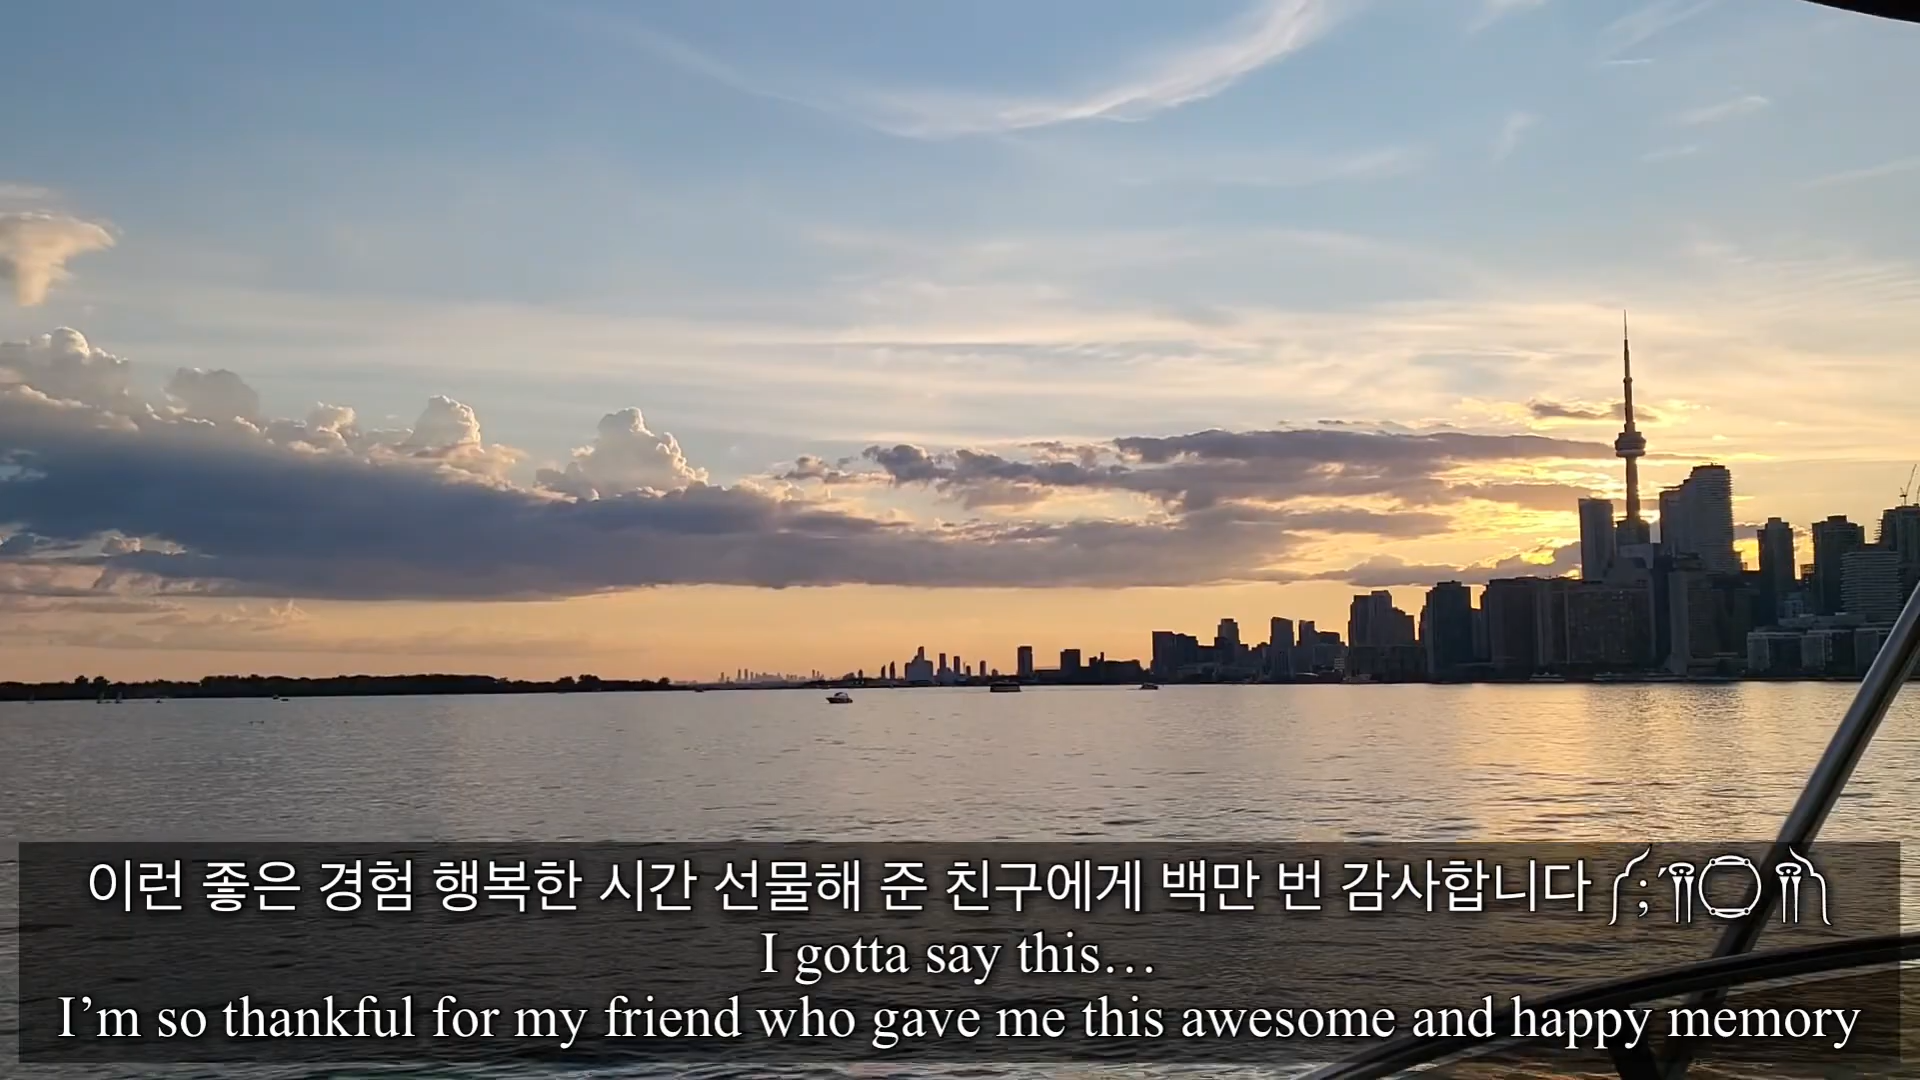 이런 좋은 경험 행복한 시간 선물해 준 친구에게 백만 번 감사합니다 ༼;´༎ຶ۝༎ຶ༽
I gotta say this…
I’m so thankful for my friend who gave me this awesome and happy memory